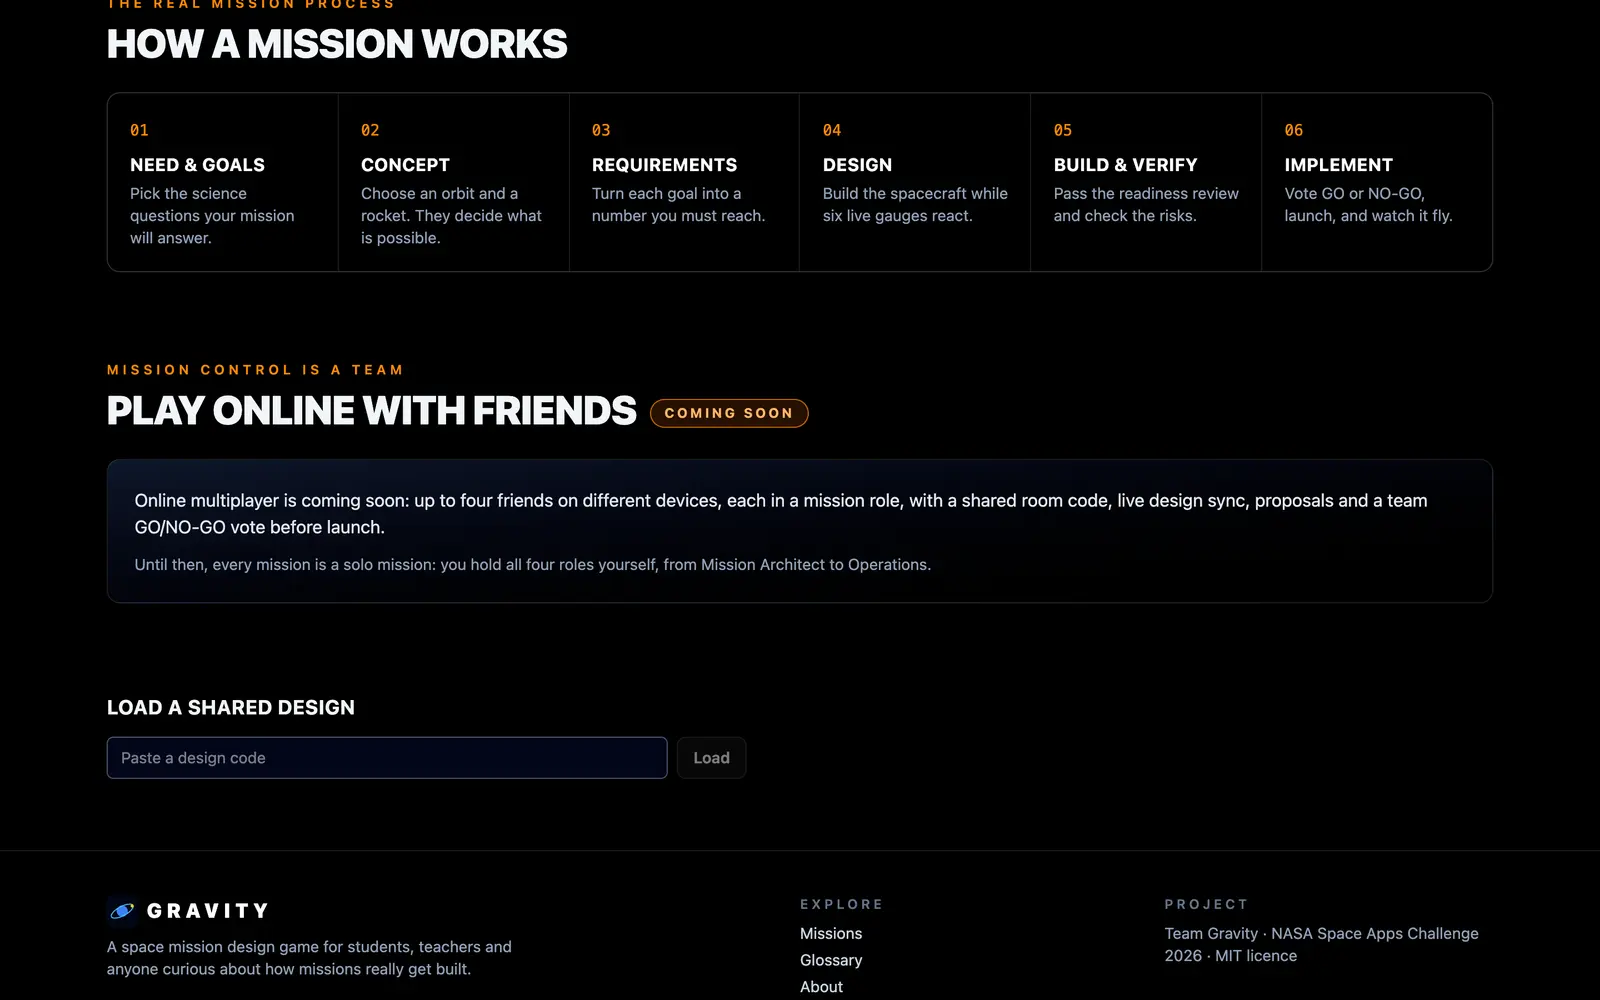 THE REAL MISSION PROCESS
HOW A MISSION WORKS
01
NEED & GOALS
Pick the science
questions your mission
will answer.
02
CONCEPT
Choose an orbit and a
rocket. They decide what
is possible.
03
REQUIREMENTS
Turn each goal into a
number you must reach.
04
DESIGN
Build the spacecraft while
six live gauges react.
05
BUILD & VERIFY
Pass the readiness review
and check the risks.
06
IMPLEMENT
Vote GO or NO-GO,
launch, and watch it fly.
MISSION CONTROL IS A TEAM
PLAY ONLINE WITH FRIENDS COMING SOON
Online multiplayer is coming soon: up to four friends on different devices, each in a mission role, with a shared room code, live design sync, proposals and a team
GO/NO-GO vote before launch.
Until then, every mission is a solo mission: you hold all four roles yourself, from Mission Architect to Operations.
LOAD A SHARED DESIGN
Paste a design code Load
GRAVITY
A space mission design game for students, teachers and
anyone curious about how missions really get built.
EXPLORE
Missions
Glossary
About
PROJECT
Team Gravity · NASA Space Apps Challenge
2026 · MIT licence